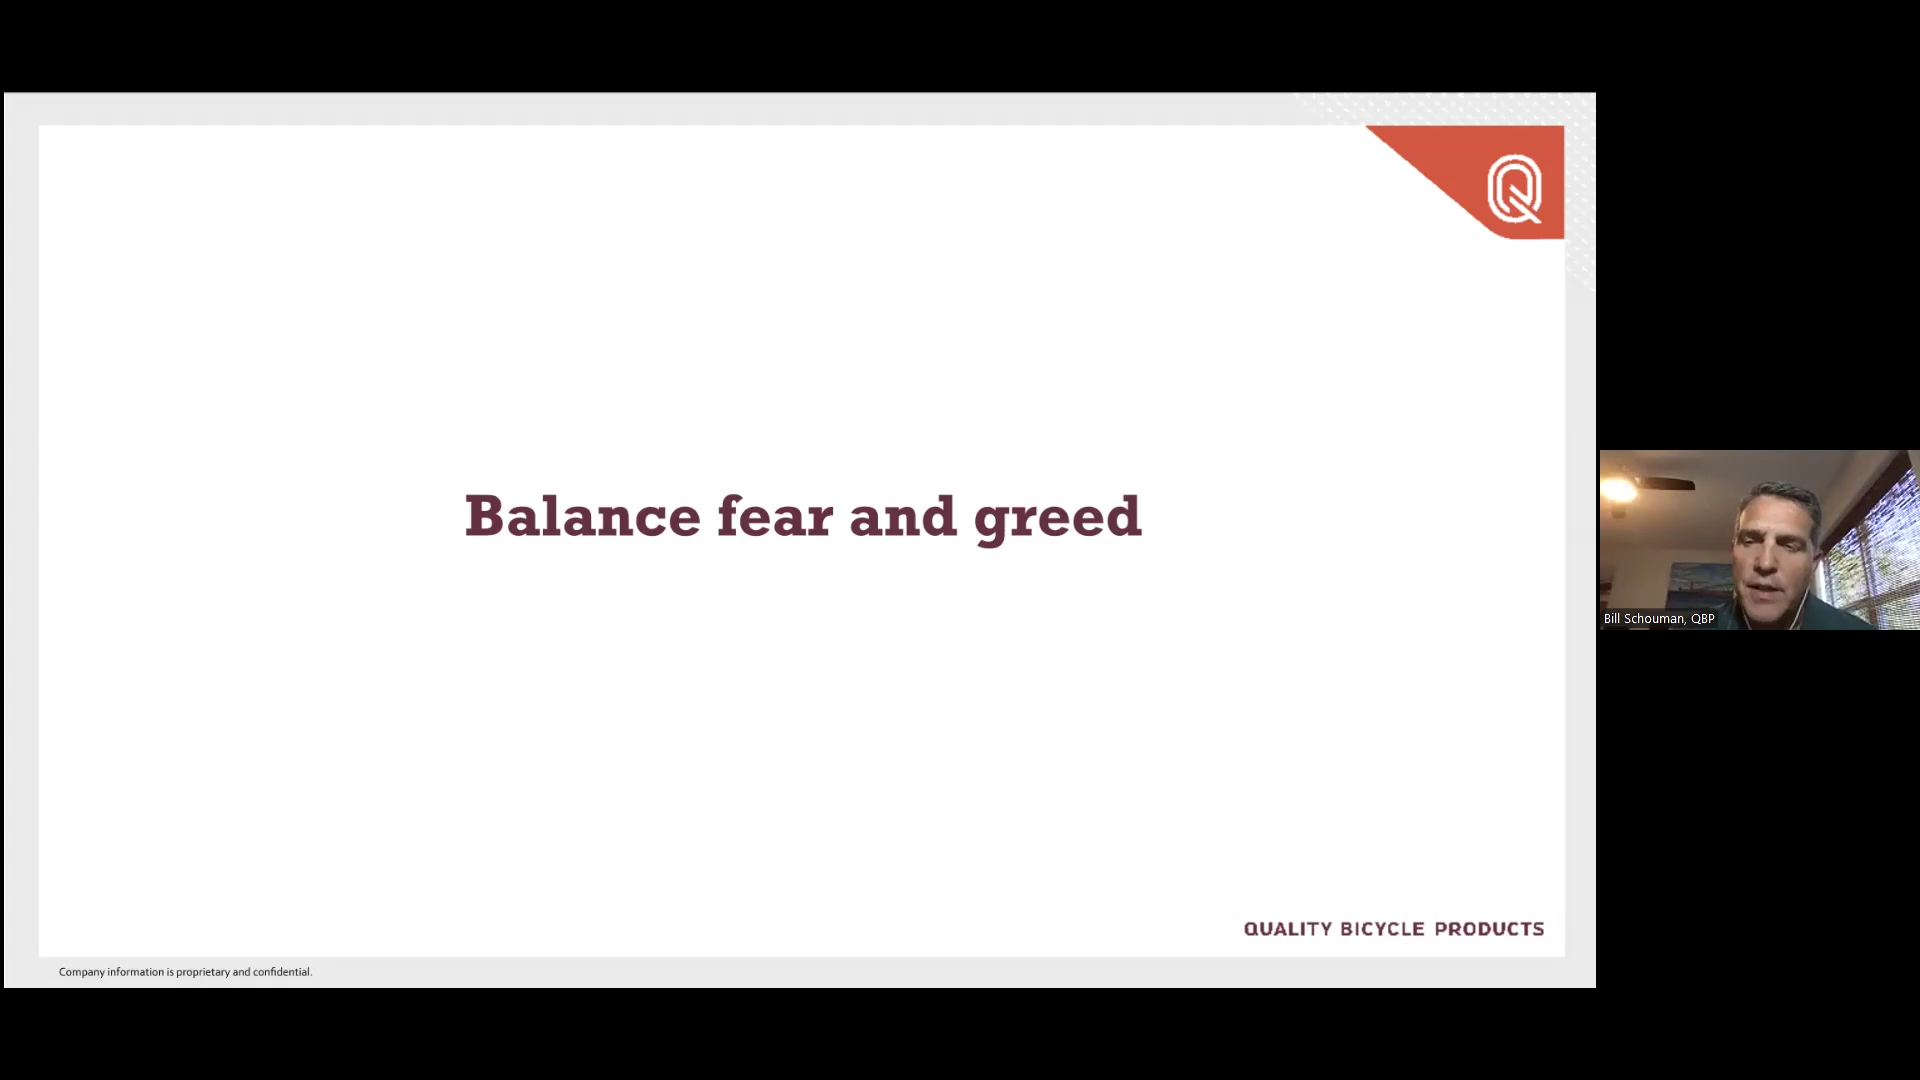 Q
Balance fear and greed
Bill Schouman, QBP
QUALITY BICYCLE PRODUCTS
Company information is proprietary and confidential.